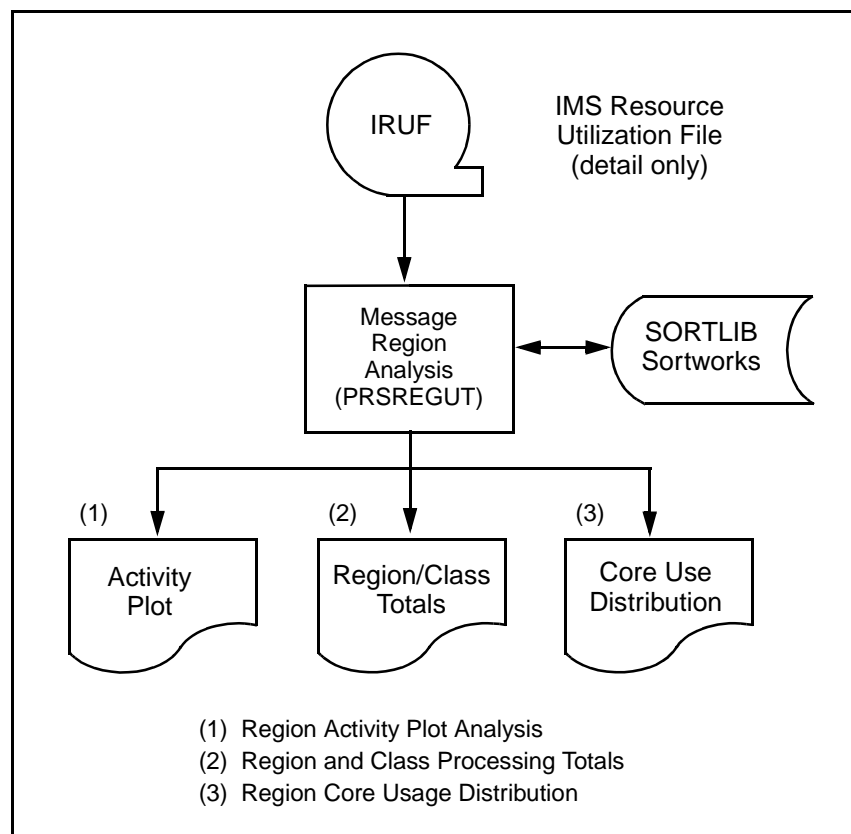 IRUF
IMS Resource
Utilization File
(detail only)
Message
Region
Analysis
(PRSREGUT)
SORTLIB
Sortworks
(1)
(2)
(3)
Activity
Plot
Region/Class
Totals
Core Use
Distribution
(1) Region Activity Plot Analysis
(2) Region and Class Processing Totals
(3) Region Core Usage Distribution